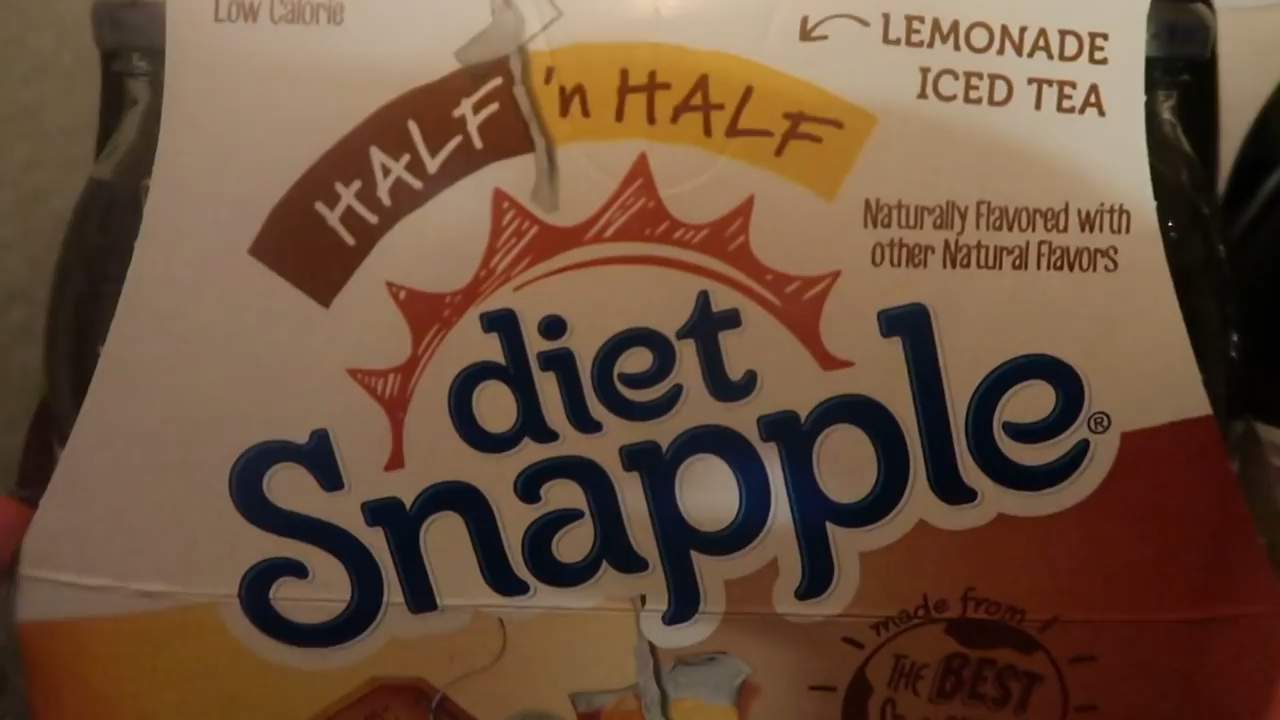 Low Calorie
HALF 'n HALF
LEMONADE
ICED TEA
Naturally Flavored with
other Natural Flavors
diet
Snapple®
made from
THE BEST